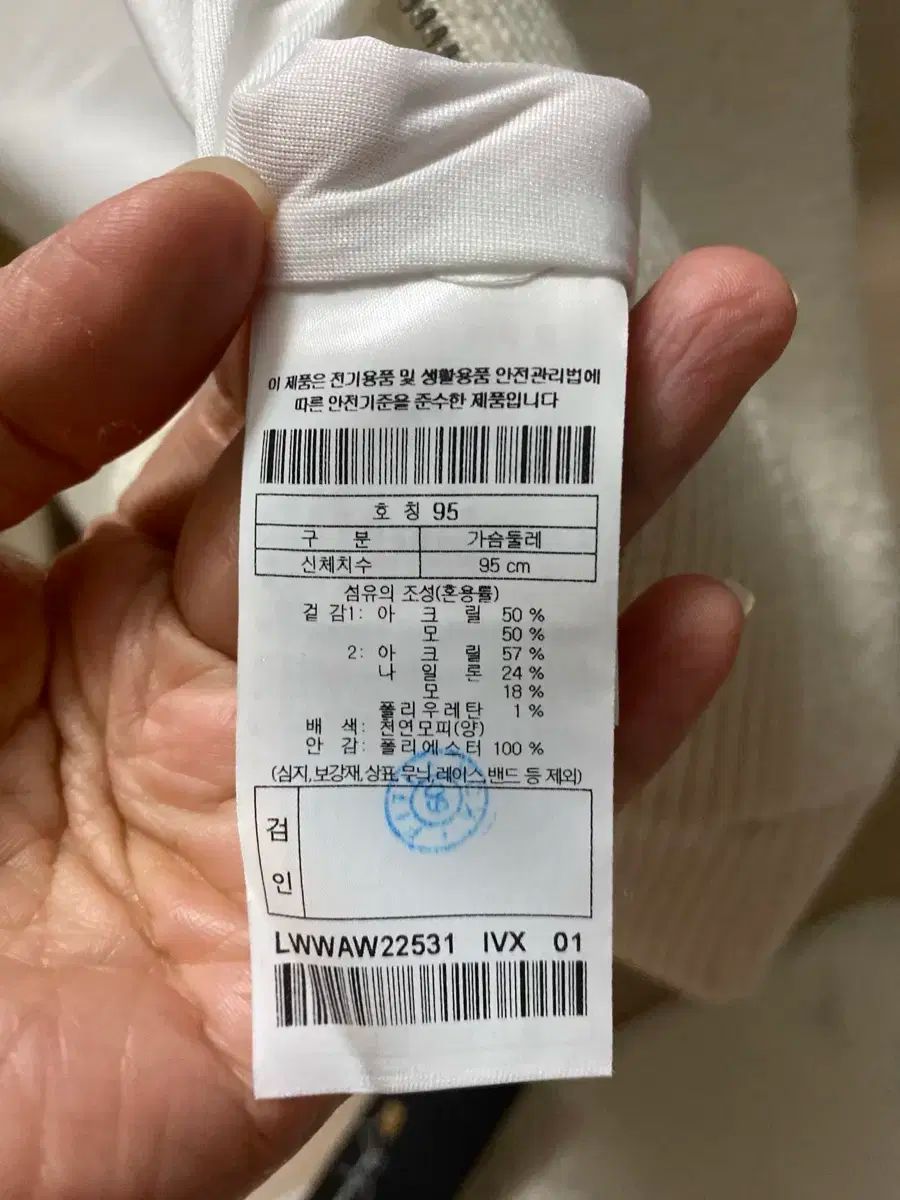 이 제품은 전기용품 및 생활용품 안전관리법에
따른 안전기준을 준수한 제품입니다
호 칭 95
구 분 가슴둘레
신체치수 95 cm
섬유의 조성(혼용률)
겉 감1: 아 크 릴 50 %
모 50 %
2: 아 크 릴 57 %
나 일 론 24 %
모 18 %
폴리우레탄 1 %
배 색: 천연모피(양)
안 감: 폴리에스터 100 %
(심지,보강재,상표,무늬,레이스,밴드 등 제외)
검
인
LWWAW22531 IVX 01